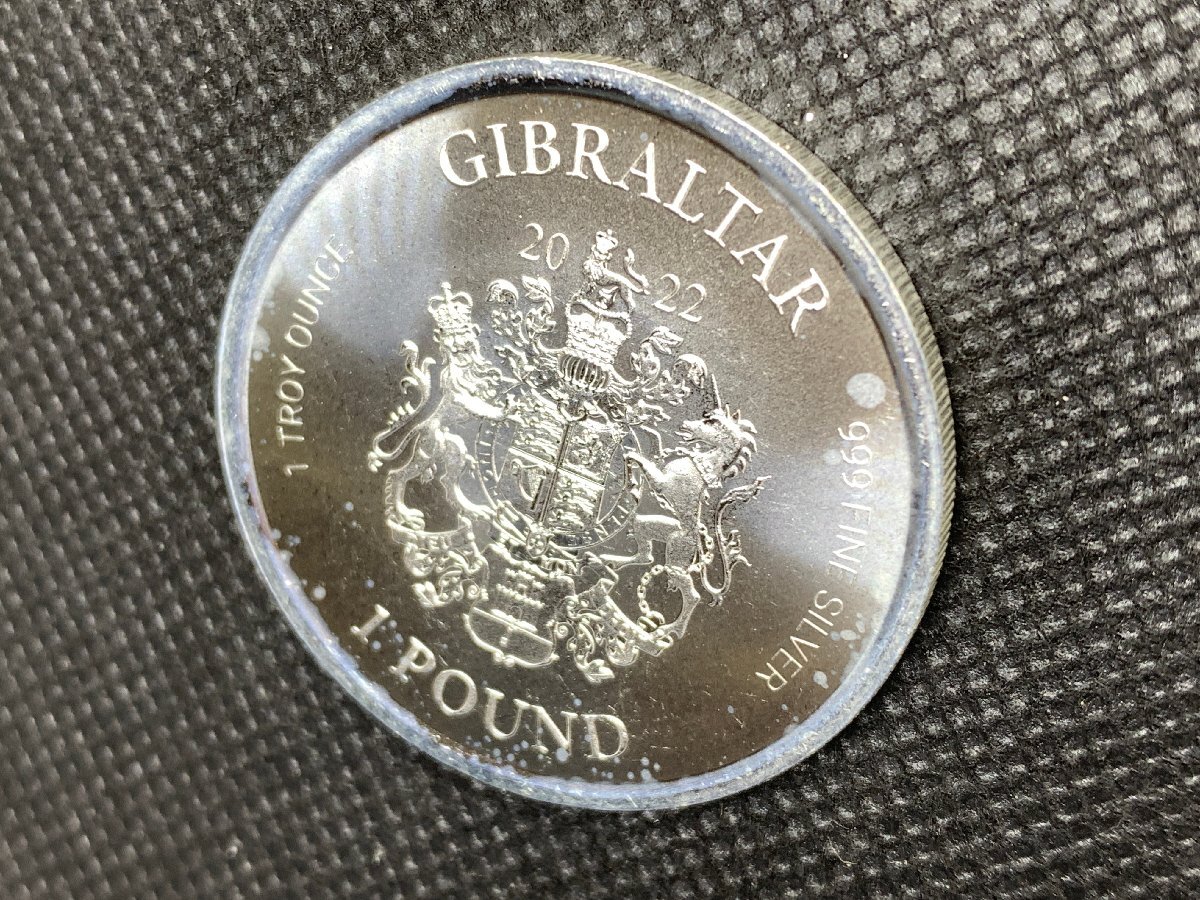 GIBRALTAR
2022
1 TROY OUNCE
999 FINE SILVER
1 POUND